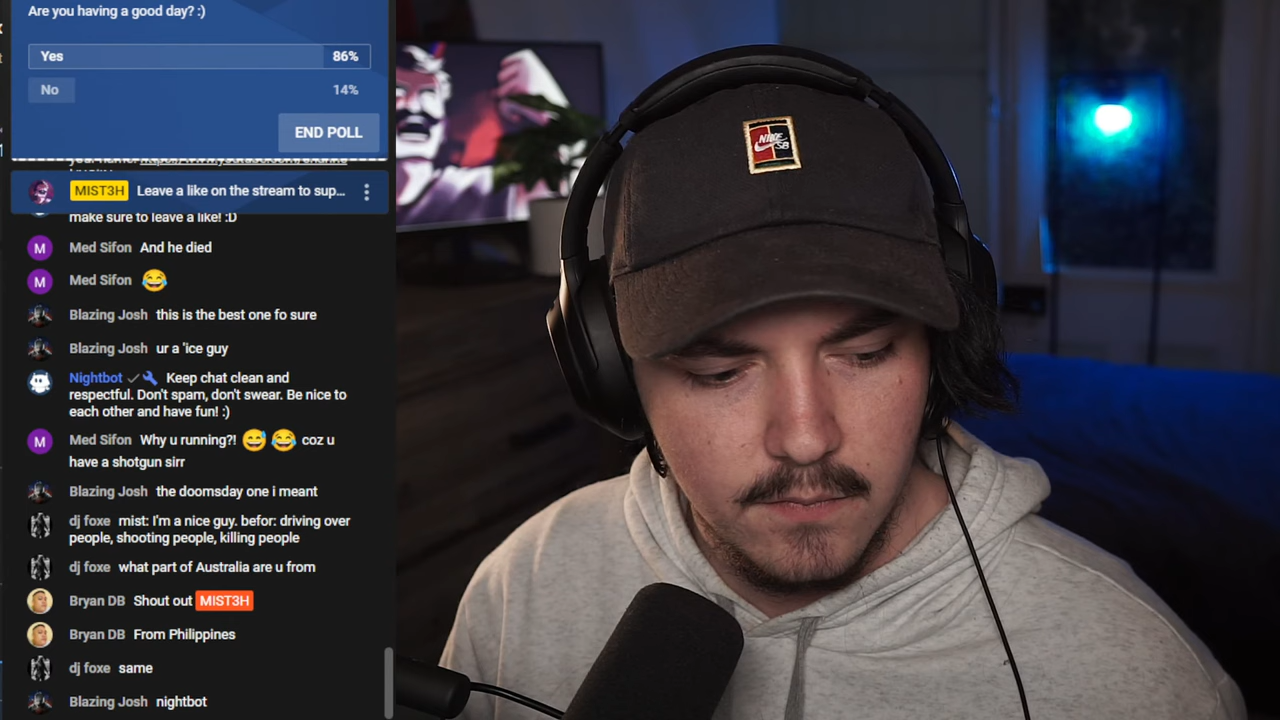 Are you having a good day? :)
Yes 86%
No 14%
END POLL
MIST3H Leave a like on the stream to sup...
make sure to leave a like! :D
M Med Sifon And he died
M Med Sifon 😂
Blazing Josh this is the best one fo sure
Blazing Josh ur a 'ice guy
Nightbot Keep chat clean and
respectful. Don't spam, don't swear. Be nice to
each other and have fun! :)
M Med Sifon Why u running?! 😅 😂 coz u
have a shotgun sirr
Blazing Josh the doomsday one i meant
dj foxe mist: I'm a nice guy. befor: driving over
people, shooting people, killing people
dj foxe what part of Australia are u from
Bryan DB Shout out MIST3H
Bryan DB From Philippines
dj foxe same
Blazing Josh nightbot
NIKE
SB